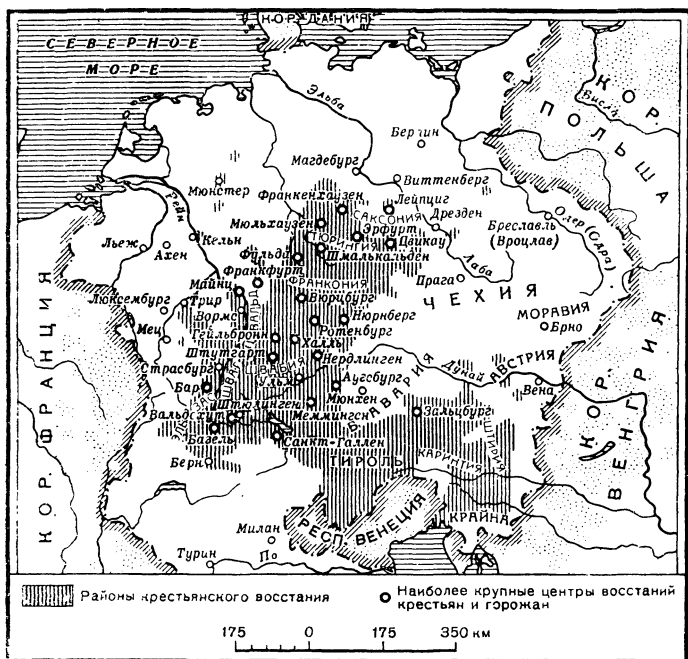 КОР. ДАНИЯ
СЕВЕРНОЕ
МОРЕ
КОР.
ПОЛЬША
Висла
Эльба
Берлин
Магдебург
Виттенберг
Мюнстер
Рейн
Франкенхаузен
Лейпциг
САКСОНИЯ
Дрезден
Одер (Одра)
Бреславль
(Вроцлав)
Мюльхаузен
Эрфурт
ТЮРИНГИЯ
Цвикау
Кельн
Льеж
Ахен
Фульда
Шмалькальден
Лаба
Прага
Франкфурт
ФРАНКОНИЯ
ЧЕХИЯ
Майнц
Люксембург
Трир
Вюрцбург
МОРАВИЯ
Брно
Вормс
Нюрнберг
Мец
Гейльбронн
Ротенбург
Халль
Штутгарт
Нердлинген
Страсбург
ШВАБИЯ
Дунай
АВСТРИЯ
Бар
Ульм
Аугсбург
Вена
БАВАРИЯ
Мюнхен
Штюлинген
Вальдсхут
Мемминген
Зальцбург
Базель
Санкт-Галлен
ШТИРИЯ
Берн
ТИРОЛЬ
КАРИНТИЯ
КОР. ФРАНЦИЯ
КОР.
ВЕНГРИЯ
РЕСП. ВЕНЕЦИЯ
КРАЙНА
Милан
Турин
По
Районы крестьянского восстания
Наиболее крупные центры восстаний
крестьян и горожан
175 0 175 350 км